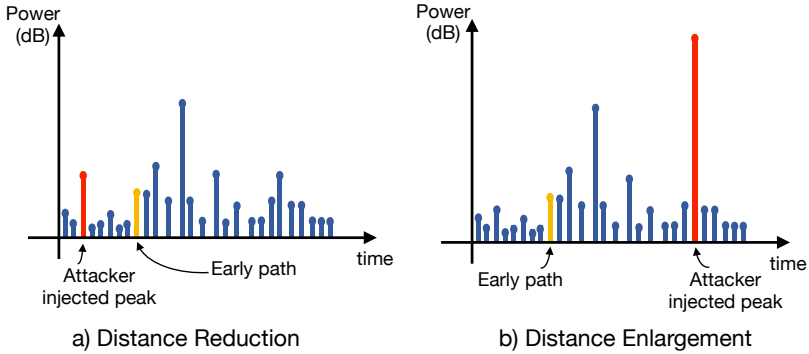 Power
(dB)
time
Attacker
injected peak
Early path
a) Distance Reduction
Power
(dB)
time
Early path
Attacker
injected peak
b) Distance Enlargement